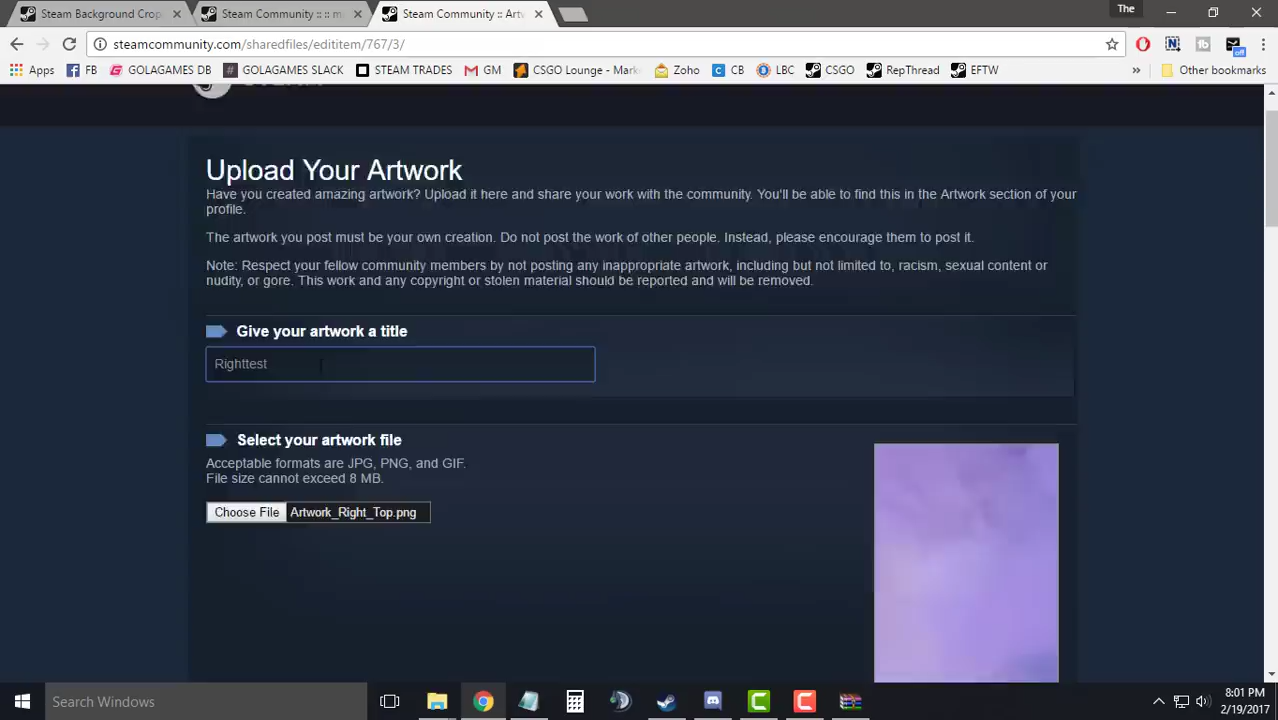 Steam Background Crop
Steam Community :: :: m
Steam Community :: Artw
The
steamcommunity.com/sharedfiles/edititem/767/3/
Apps
FB
GOLAGAMES DB
GOLAGAMES SLACK
STEAM TRADES
GM
CSGO Lounge - Mark
Zoho
CB
LBC
CSGO
RepThread
EFTW
»
Other bookmarks
off
Upload Your Artwork
Have you created amazing artwork? Upload it here and share your work with the community. You'll be able to find this in the Artwork section of your
profile.
The artwork you post must be your own creation. Do not post the work of other people. Instead, please encourage them to post it.
Note: Respect your fellow community members by not posting any inappropriate artwork, including but not limited to, racism, sexual content or
nudity, or gore. This work and any copyright or stolen material should be reported and will be removed.
Give your artwork a title
Righttest
Select your artwork file
Acceptable formats are JPG, PNG, and GIF.
File size cannot exceed 8 MB.
Choose File Artwork_Right_Top.png
Search Windows
8:01 PM
2/19/2017